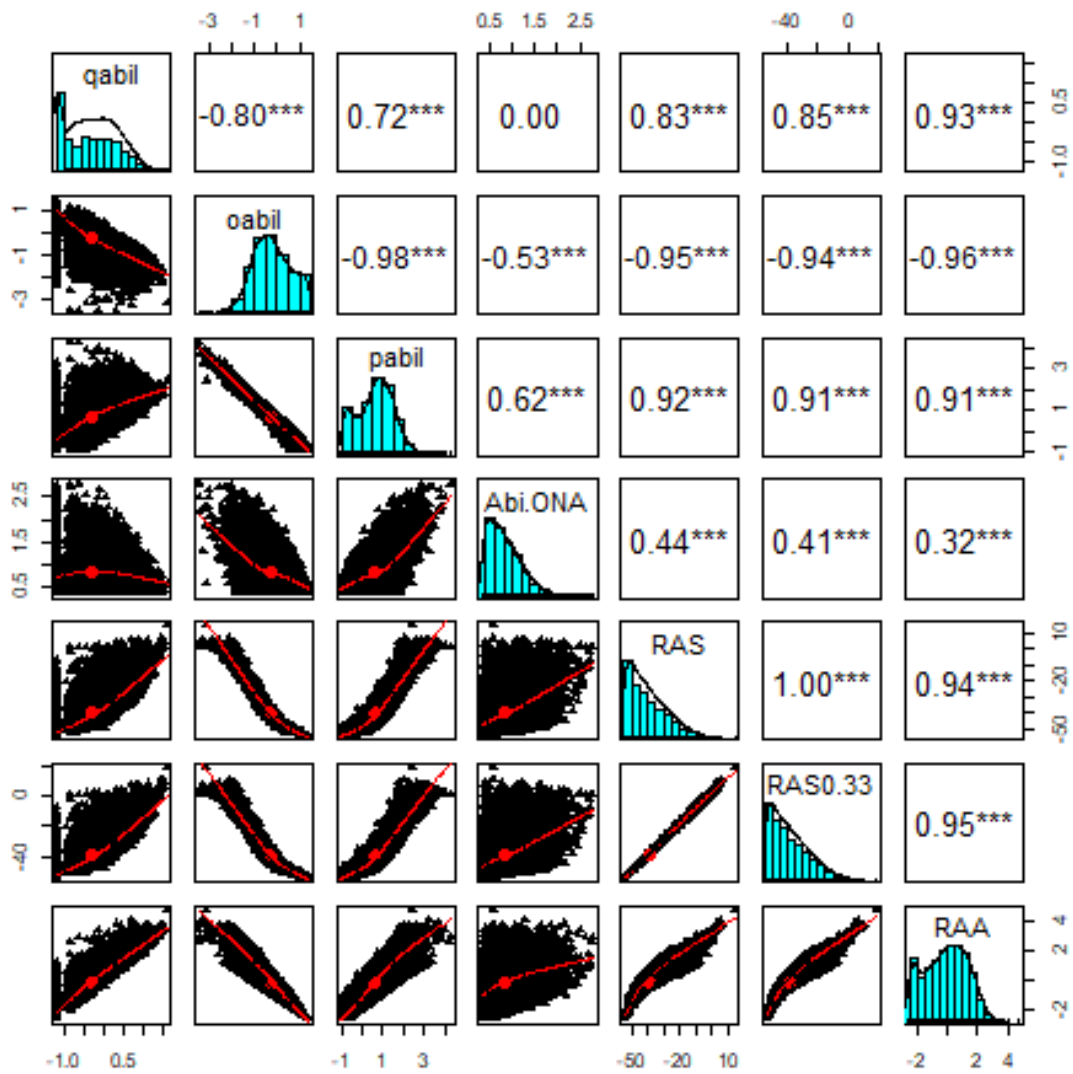 -3 -1 1 0.5 1.5 2.5 -40 0
qabil -0.80*** 0.72*** 0.00 0.83*** 0.85*** 0.93*** -1.0 0.5
-3 -1 1 oabil -0.98*** -0.53*** -0.95*** -0.94*** -0.96***
pabil 0.62*** 0.92*** 0.91*** 0.91*** -1 1 3
0.5 1.5 2.5 Abi.ONA 0.44*** 0.41*** 0.32***
RAS 1.00*** 0.94*** -50 -20 10
-40 0 RAS0.33 0.95***
RAA -2 2 4
-1.0 0.5 -1 1 3 -50 -20 10 -2 2 4